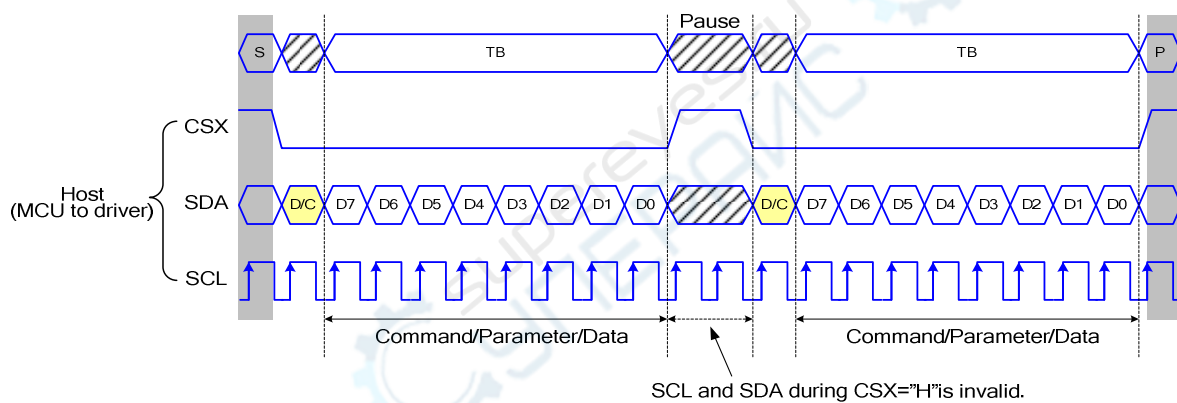 Pause
S TB TB P
CSX
Host
(MCU to driver)
SDA D/C D7 D6 D5 D4 D3 D2 D1 D0 D/C D7 D6 D5 D4 D3 D2 D1 D0
SCL
Command/Parameter/Data Command/Parameter/Data
SCL and SDA during CSX="H"is invalid.